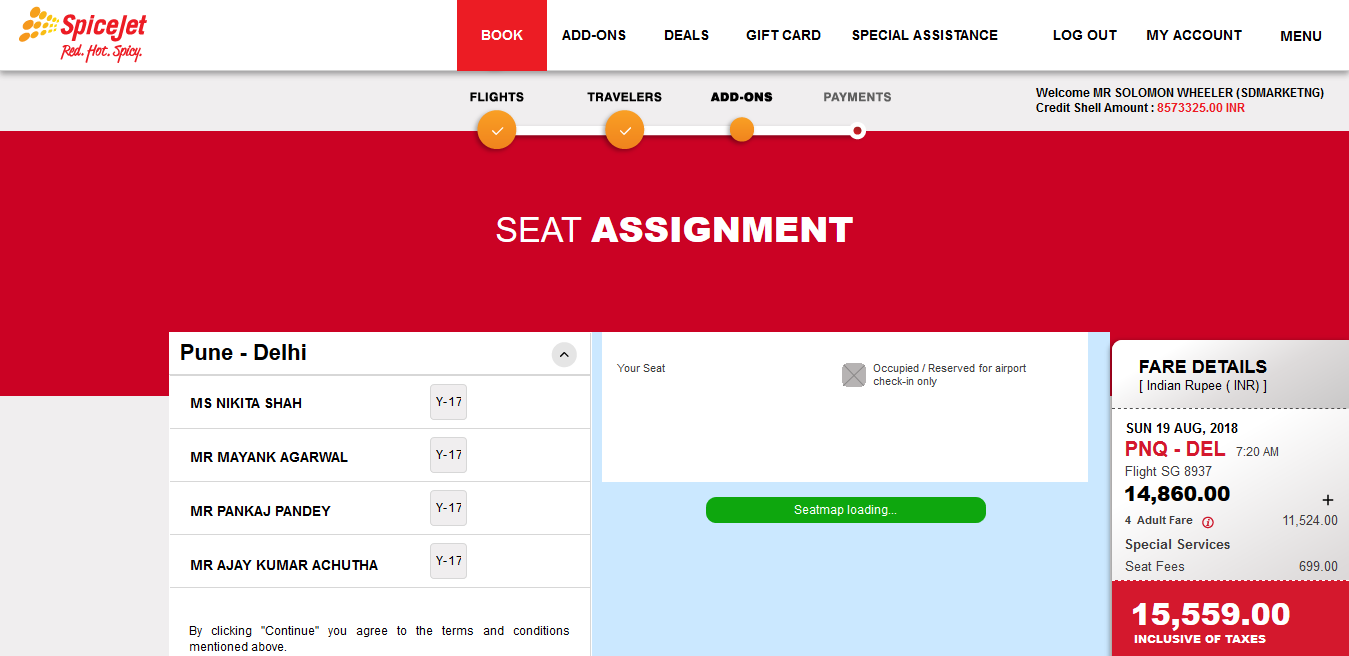 SpiceJet
Red. Hot. Spicy.
BOOK
ADD-ONS
DEALS
GIFT CARD
SPECIAL ASSISTANCE
LOG OUT
MY ACCOUNT
MENU
FLIGHTS
TRAVELERS
ADD-ONS
PAYMENTS
Welcome MR SOLOMON WHEELER (SDMARKETNG)
Credit Shell Amount : 8573325.00 INR
SEAT ASSIGNMENT
Pune - Delhi
MS NIKITA SHAH
Y-17
MR MAYANK AGARWAL
Y-17
MR PANKAJ PANDEY
Y-17
MR AJAY KUMAR ACHUTHA
Y-17
By clicking "Continue" you agree to the terms and conditions
mentioned above.
Your Seat
Occupied / Reserved for airport
check-in only
Seatmap loading...
FARE DETAILS
[ Indian Rupee ( INR) ]
SUN 19 AUG, 2018
PNQ - DEL 7:20 AM
Flight SG 8937
14,860.00
+
4 Adult Fare i 11,524.00
Special Services
Seat Fees 699.00
15,559.00
INCLUSIVE OF TAXES